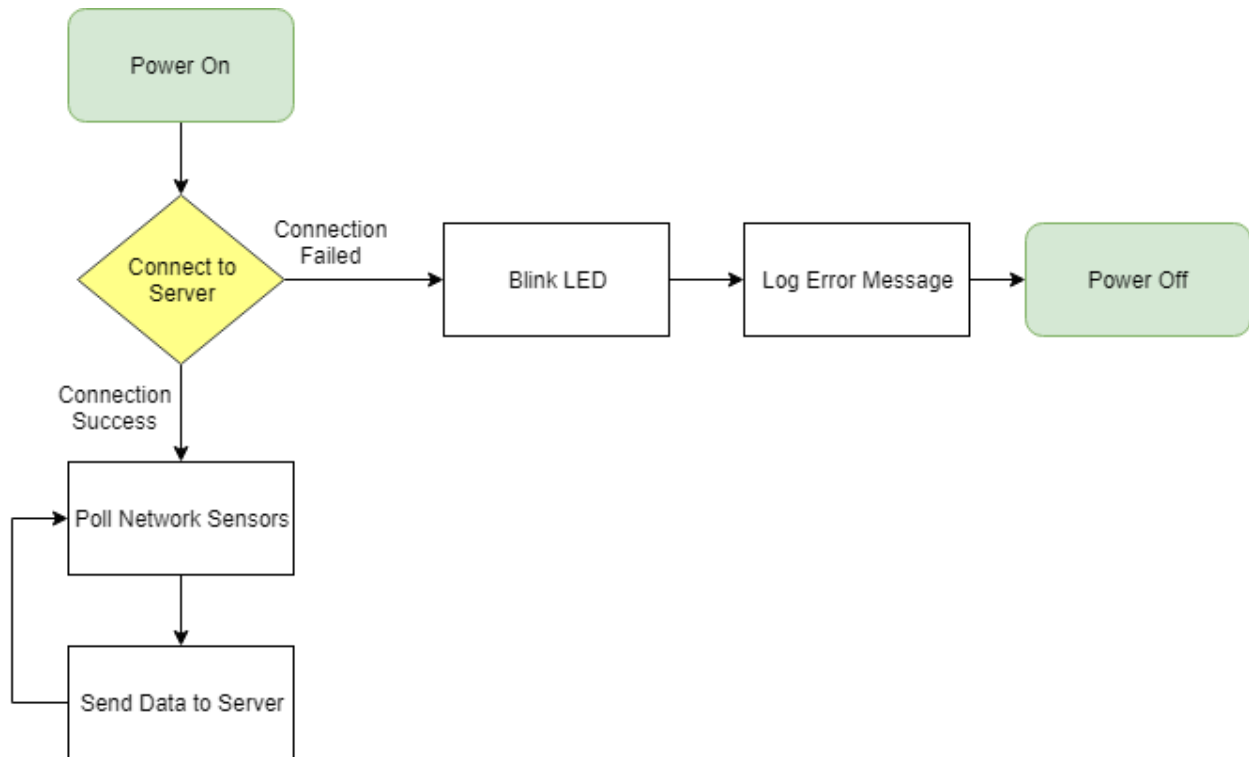 Power On
Connection
Failed
Connect to
Server
Blink LED
Log Error Message
Power Off
Connection
Success
Poll Network Sensors
Send Data to Server